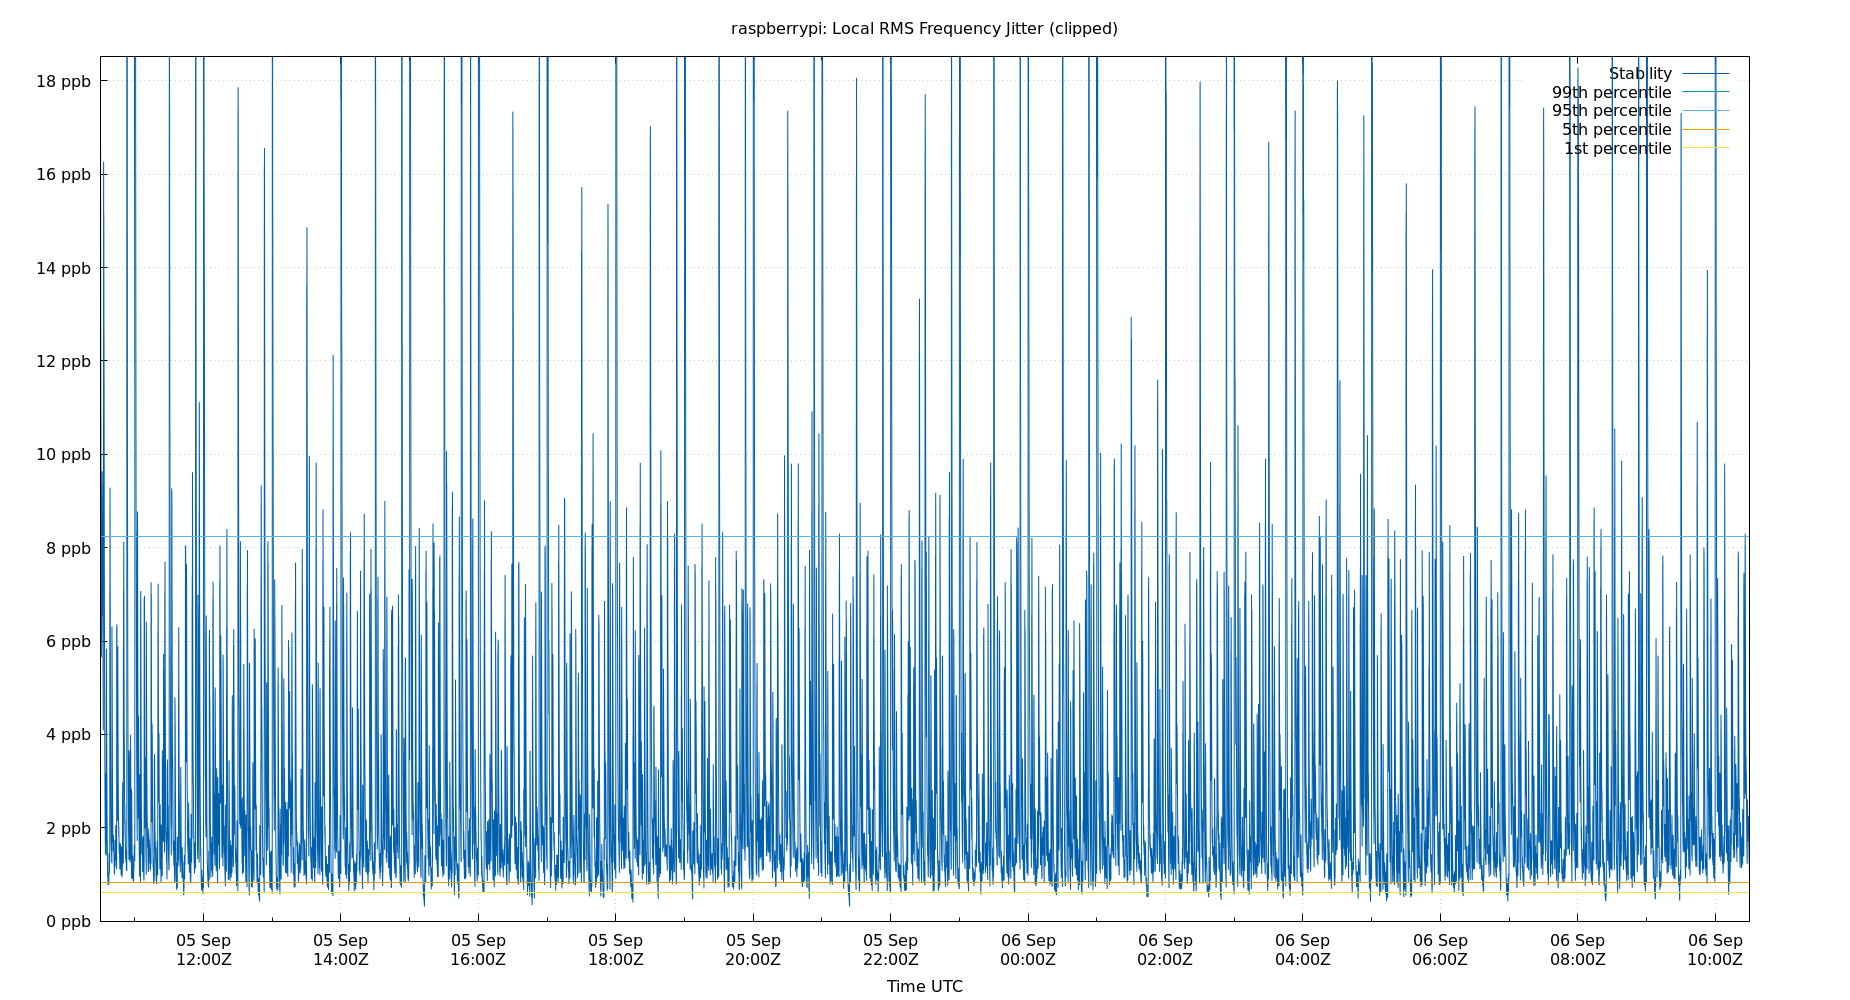 raspberrypi: Local RMS Frequency Jitter (clipped)
18 ppb
16 ppb
14 ppb
12 ppb
10 ppb
8 ppb
6 ppb
4 ppb
2 ppb
0 ppb
Stability
99th percentile
95th percentile
5th percentile
1st percentile
05 Sep 05 Sep 05 Sep 05 Sep 05 Sep 05 Sep 06 Sep 06 Sep 06 Sep 06 Sep 06 Sep 06 Sep
12:00Z 14:00Z 16:00Z 18:00Z 20:00Z 22:00Z 00:00Z 02:00Z 04:00Z 06:00Z 08:00Z 10:00Z
Time UTC